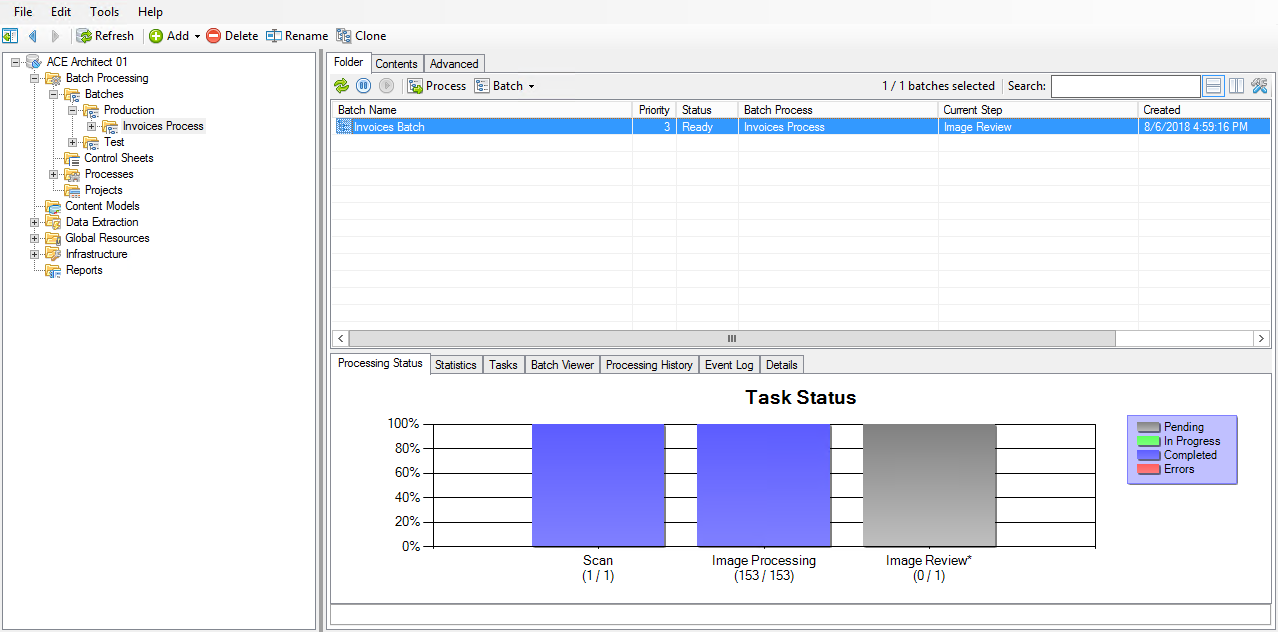 File Edit Tools Help
Refresh Add Delete Rename Clone
ACE Architect 01
Batch Processing
Batches
Production
Invoices Process
Test
Control Sheets
Processes
Projects
Content Models
Data Extraction
Global Resources
Infrastructure
Reports
Folder Contents Advanced
Process Batch 1 / 1 batches selected Search:
Batch Name Priority Status Batch Process Current Step Created
Invoices Batch 3 Ready Invoices Process Image Review 8/6/2018 4:59:16 PM
Processing Status Statistics Tasks Batch Viewer Processing History Event Log Details
Task Status
100%
80%
60%
40%
20%
0%
Scan Image Processing Image Review*
(1 / 1) (153 / 153) (0 / 1)
Pending
In Progress
Completed
Errors